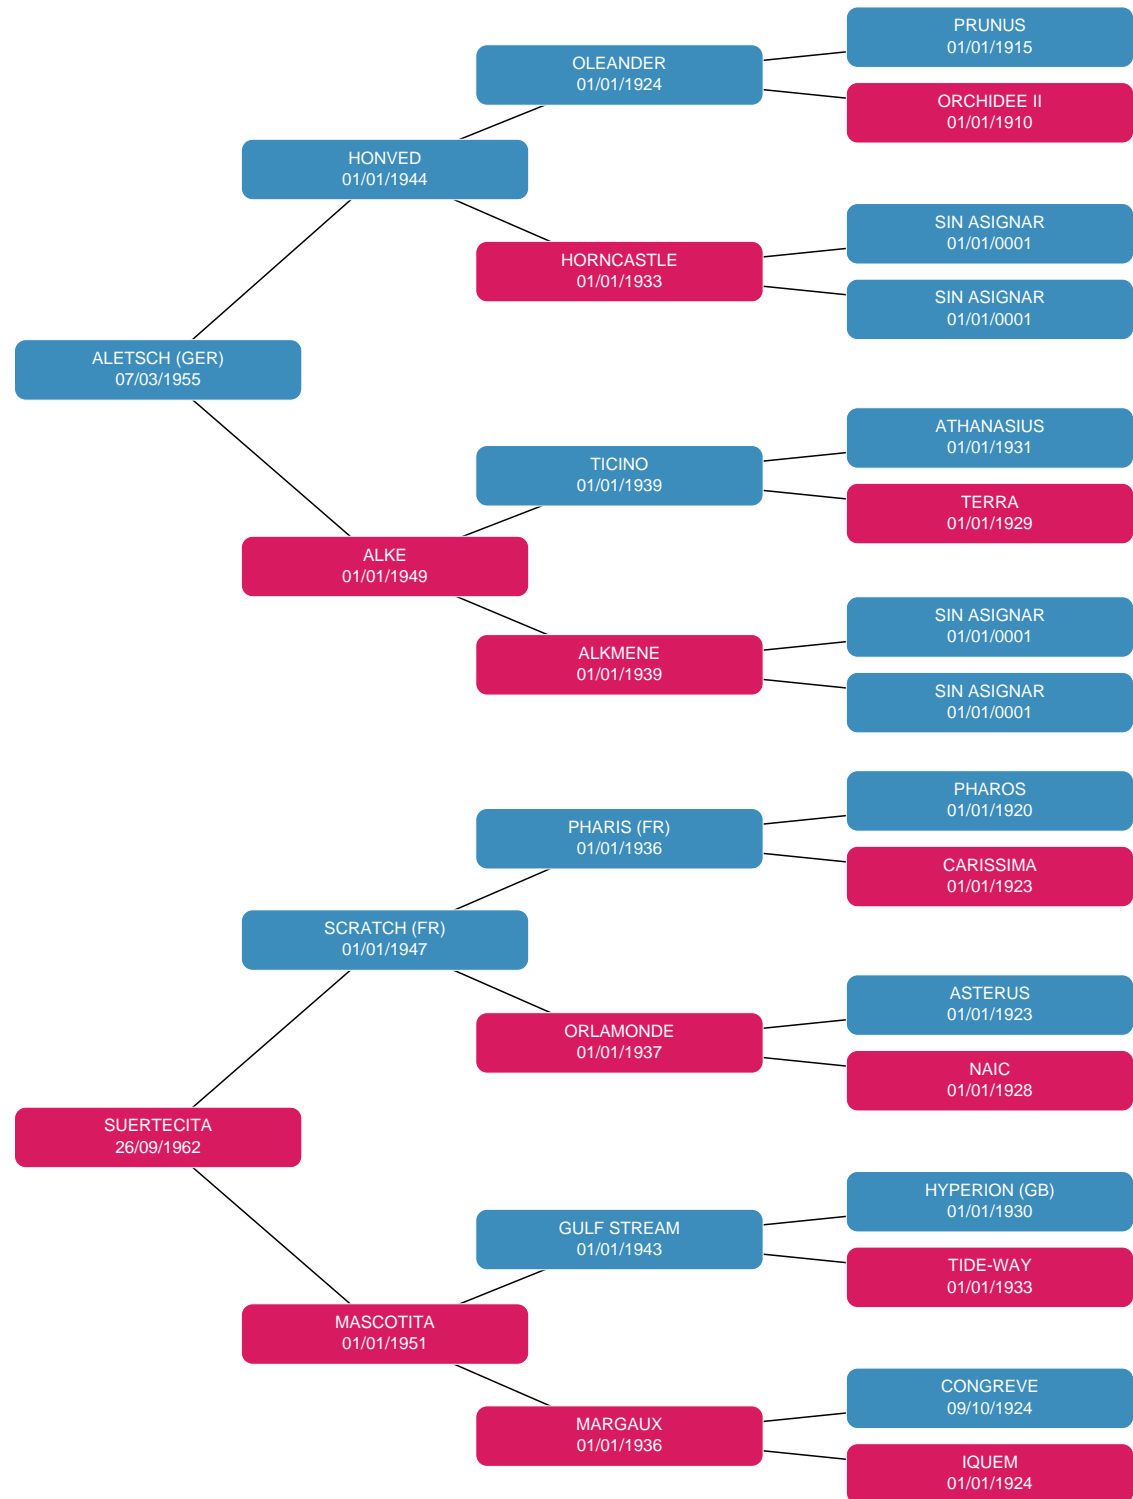 PRUNUS
01/01/1915
OLEANDER
01/01/1924
ORCHIDEE II
01/01/1910
HONVED
01/01/1944
SIN ASIGNAR
01/01/0001
HORNCASTLE
01/01/1933
SIN ASIGNAR
01/01/0001
ALETSCH (GER)
07/03/1955
ATHANASIUS
01/01/1931
TICINO
01/01/1939
TERRA
01/01/1929
ALKE
01/01/1949
SIN ASIGNAR
01/01/0001
ALKMENE
01/01/1939
SIN ASIGNAR
01/01/0001
PHAROS
01/01/1920
PHARIS (FR)
01/01/1936
CARISSIMA
01/01/1923
SCRATCH (FR)
01/01/1947
ASTERUS
01/01/1923
ORLAMONDE
01/01/1937
NAIC
01/01/1928
SUERTECITA
26/09/1962
HYPERION (GB)
01/01/1930
GULF STREAM
01/01/1943
TIDE-WAY
01/01/1933
MASCOTITA
01/01/1951
CONGREVE
09/10/1924
MARGAUX
01/01/1936
IQUEM
01/01/1924